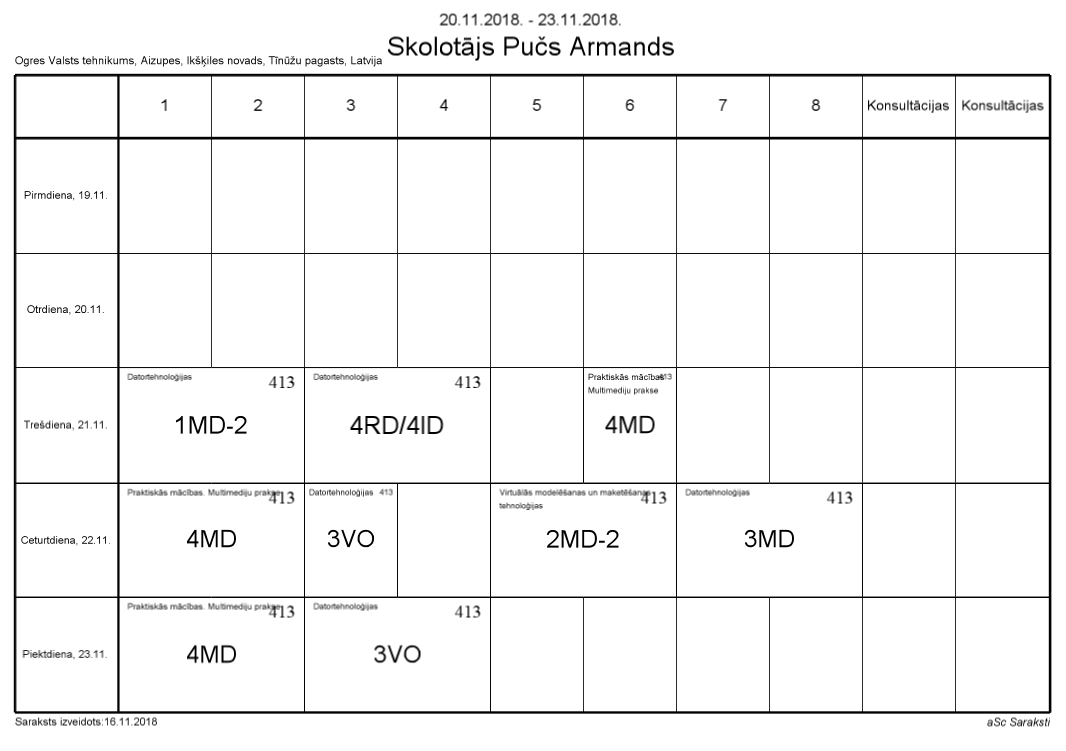 20.11.2018. - 23.11.2018.
Skolotājs Pučs Armands
Ogres Valsts tehnikums, Aizupes, Ikšķiles novads, Tīnūžu pagasts, Latvija
1 2 3 4 5 6 7 8 Konsultācijas Konsultācijas
Pirmdiena, 19.11.
Otrdiena, 20.11.
Trešdiena, 21.11.
Datortehnoloģijas 413
1MD-2
Datortehnoloģijas 413
4RD/4ID
Praktiskās mācības. 413
Multimediju prakse
4MD
Ceturtdiena, 22.11.
Praktiskās mācības. Multimediju prakse 413
4MD
Datortehnoloģijas 413
3VO
Virtuālās modelēšanas un maketēšanas 413
tehnoloģijas
2MD-2
Datortehnoloģijas 413
3MD
Piektdiena, 23.11.
Praktiskās mācības. Multimediju prakse 413
4MD
Datortehnoloģijas 413
3VO
Saraksts izveidots:16.11.2018
aSc Saraksti